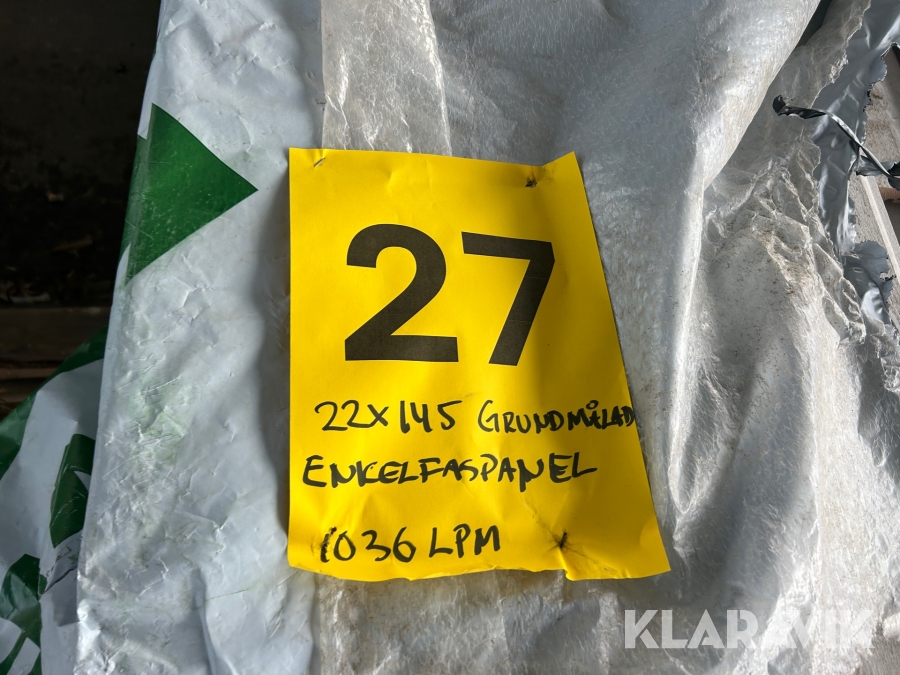 27
22x145 GRUNDMÅLAD
ENKELFASPANEL
1036 LPM
KLARAVIK